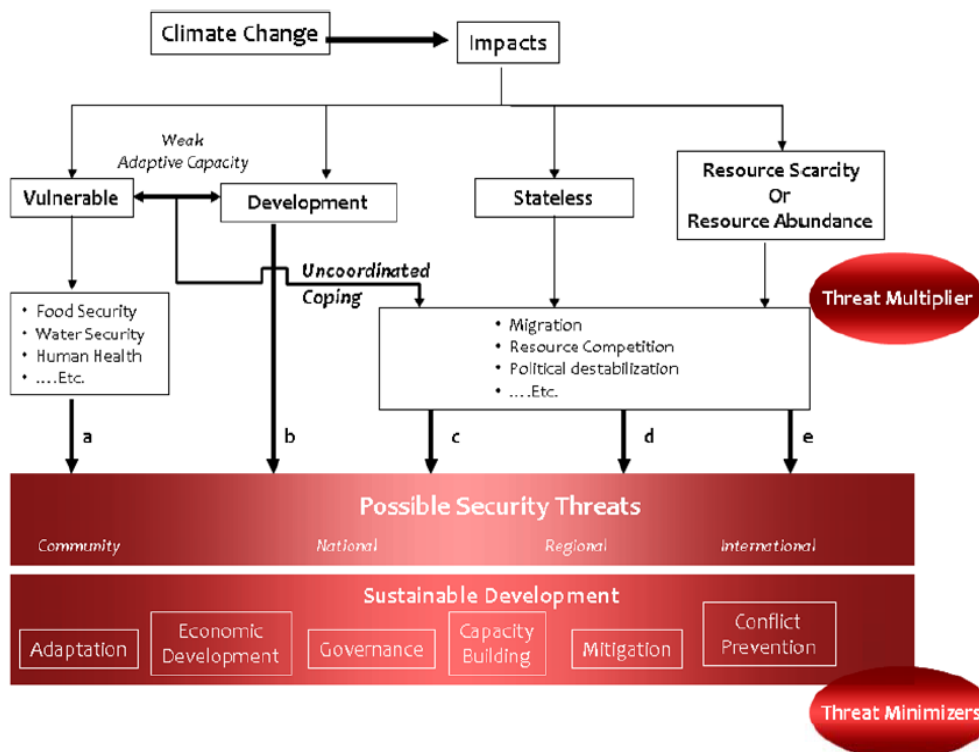 Climate Change
Impacts
Weak
Adaptive Capacity
Vulnerable
Development
Stateless
Resource Scarcity
Or
Resource Abundance
Uncoordinated
Coping
Threat Multiplier
• Food Security
• Water Security
• Human Health
• ....Etc.
• Migration
• Resource Competition
• Political destabilization
• ....Etc.
a
b
c
d
e
Possible Security Threats
Community
National
Regional
International
Sustainable Development
Adaptation
Economic
Development
Governance
Capacity
Building
Mitigation
Conflict
Prevention
Threat Minimizers